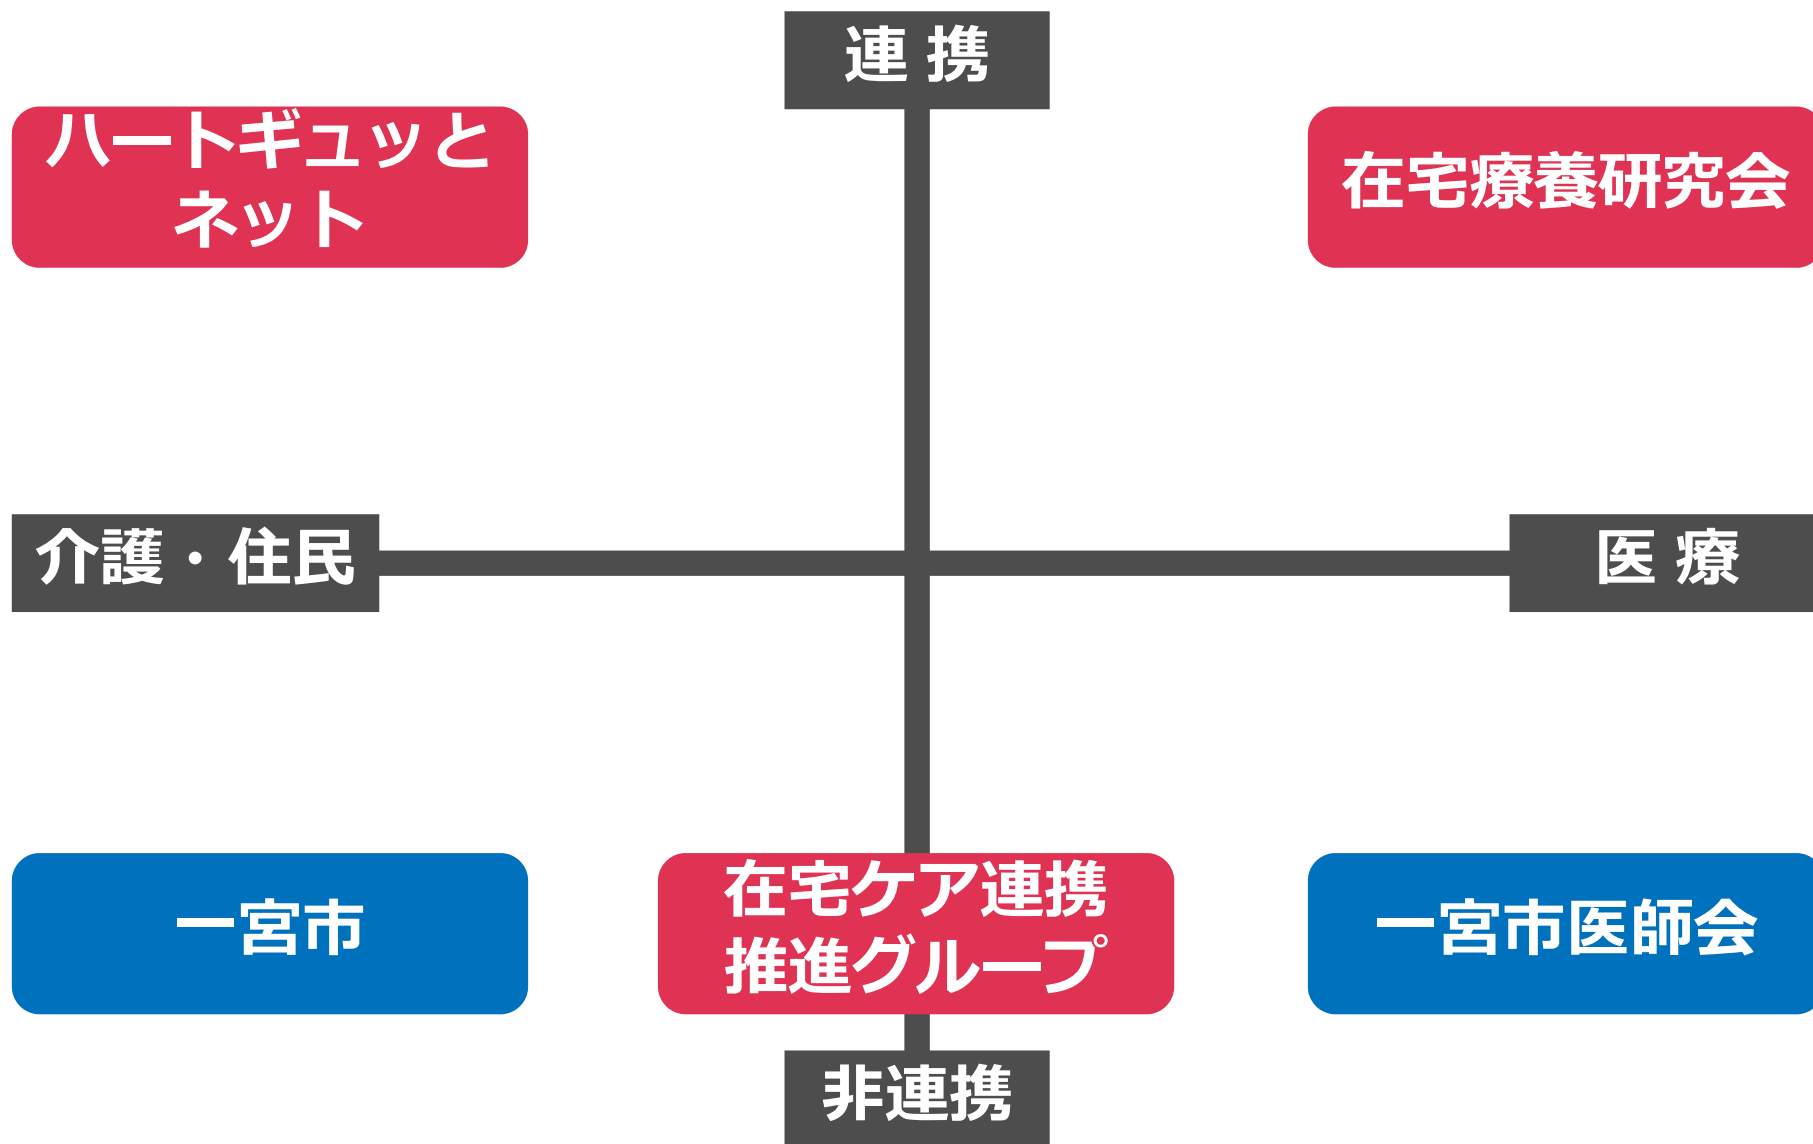 連 携
ハートギュッと
ネット
在宅療養研究会
介護・住民
医 療
一宮市
在宅ケア連携
推進グループ
一宮市医師会
非連携